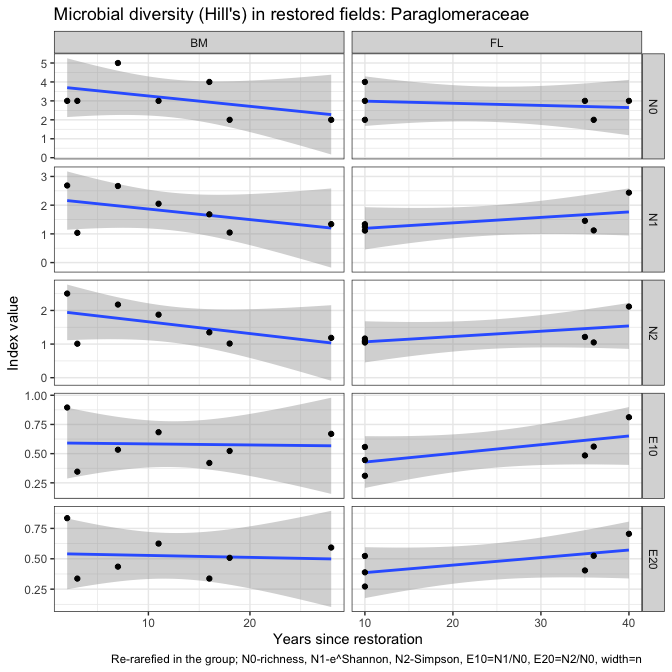 Microbial diversity (Hill's) in restored fields: Paraglomeraceae
BM
FL
5
4
3
2
1
0
N0
3
2
1
0
N1
2
1
0
N2
1.00
0.75
0.50
0.25
E10
0.75
0.50
0.25
E20
Index value
10
20
10
20
30
40
Years since restoration
Re-rarefied in the group; N0-richness, N1-e^Shannon, N2-Simpson, E10=N1/N0, E20=N2/N0, width=n